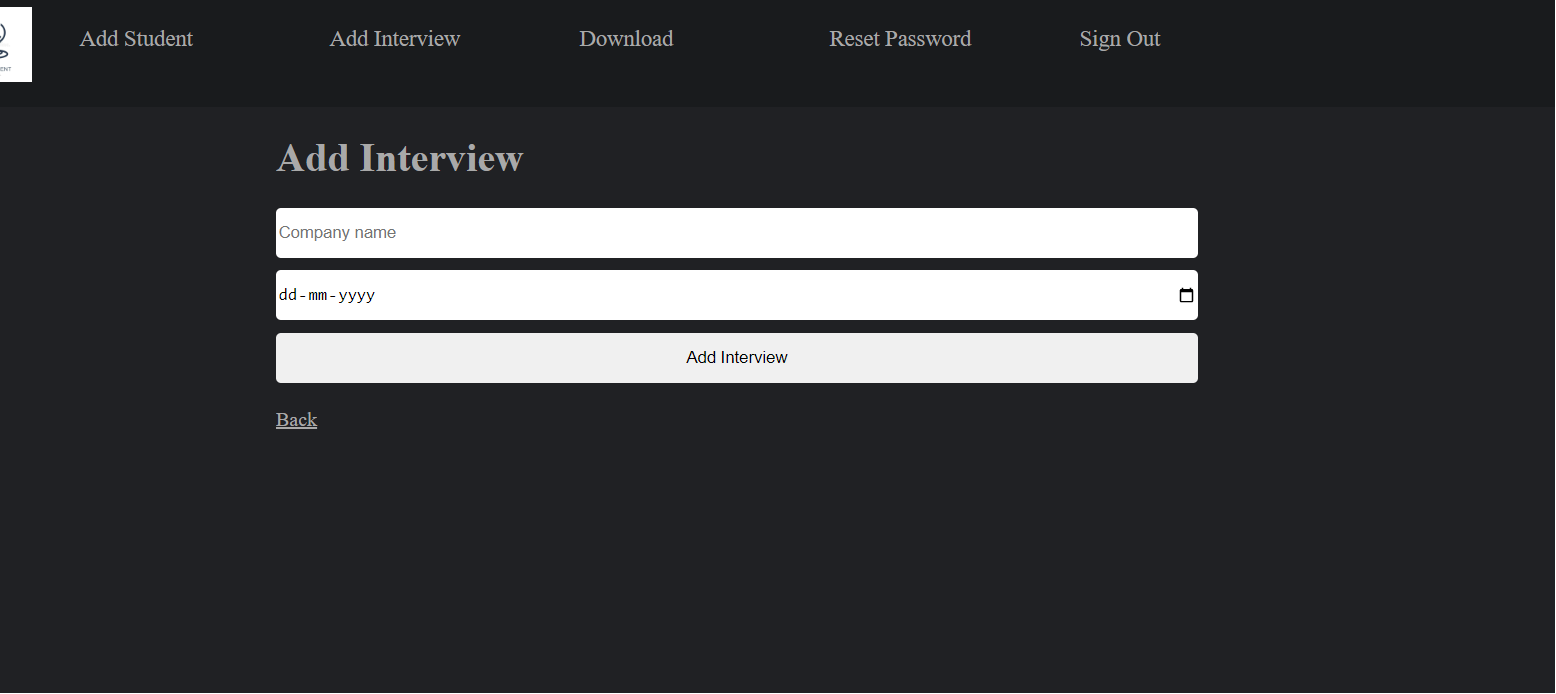 Add Student Add Interview Download Reset Password Sign Out
Add Interview
Company name
dd-mm-yyyy
Add Interview
Back